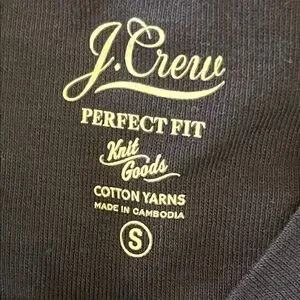 J.Crew
PERFECT FIT
Knit
Goods
COTTON YARNS
MADE IN CAMBODIA
S